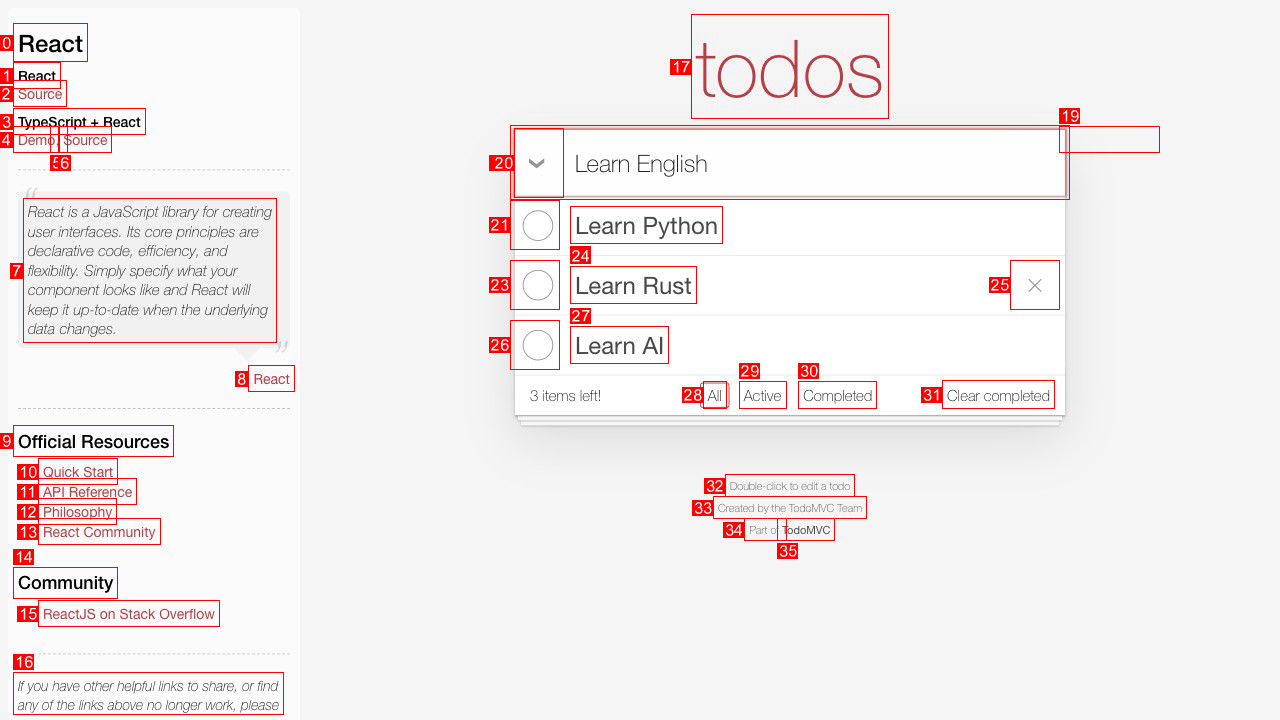 0 React
1 React
2 Source
3 TypeScript + React
4 Demo, Source
5 6
“
7 React is a JavaScript library for creating
user interfaces. Its core principles are
declarative code, efficiency, and
flexibility. Simply specify what your
component looks like and React will
keep it up-to-date when the underlying
data changes.
”
8 React
9 Official Resources
10 Quick Start
11 API Reference
12 Philosophy
13 React Community
14
Community
15 ReactJS on Stack Overflow
16
If you have other helpful links to share, or find
any of the links above no longer work, please
17 todos
19
20 Learn English
21 Learn Python
24
23 Learn Rust 25
27
26 Learn AI
29 30
3 items left! 28 All Active Completed 31 Clear completed
32 Double-click to edit a todo
33 Created by the TodoMVC Team
34 Part of TodoMVC
35